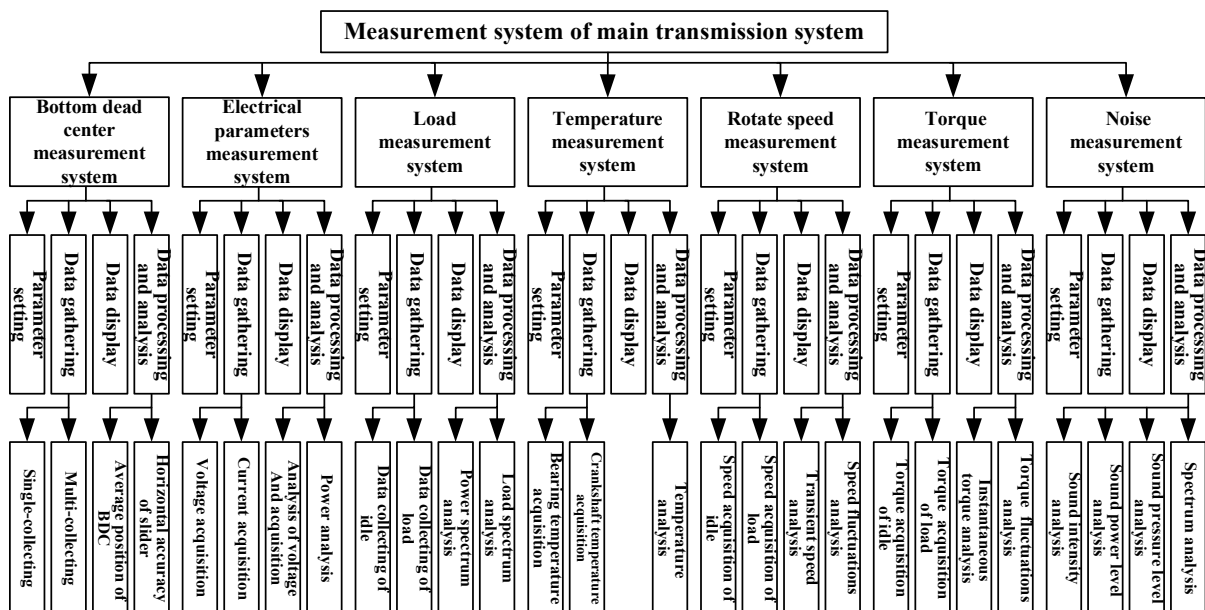 Measurement system of main transmission system
Bottom dead
center
measurement
system
Electrical
parameters
measurement
system
Load
measurement
system
Temperature
measurement
system
Rotate speed
measurement
system
Torque
measurement
system
Noise
measurement
system
Parameter
setting
Data gathering
Data display
Data processing
and analysis
Parameter
setting
Data gathering
Data display
Data processing
and analysis
Parameter
setting
Data gathering
Data display
Data processing
and analysis
Parameter
setting
Data gathering
Data display
Data processing
and analysis
Parameter
setting
Data gathering
Data display
Data processing
and analysis
Parameter
setting
Data gathering
Data display
Data processing
and analysis
Parameter
setting
Data gathering
Data display
Data processing
and analysis
Single-collecting
Multi-collecting
Average position of
BDC
Horizontal accuracy
of slider
Voltage acquisition
Current acquisition
Analysis of voltage
And acquisition
Power analysis
Data collecting of
idle
Data collecting of
load
Power spectrum
analysis
Load spectrum
analysis
Bearing temperature
acquisition
Crankshaft temperature
acquisition
Temperature
analysis
Speed acquisition of
idle
Speed acquisition of
load
Transient speed
analysis
Speed fluctuations
analysis
Torque acquisition
of idle
Torque acquisition
of load
Instantaneous
torque analysis
Torque fluctuations
analysis
Sound intensity
analysis
Sound power level
analysis
Sound pressure level
analysis
Spectrum analysis